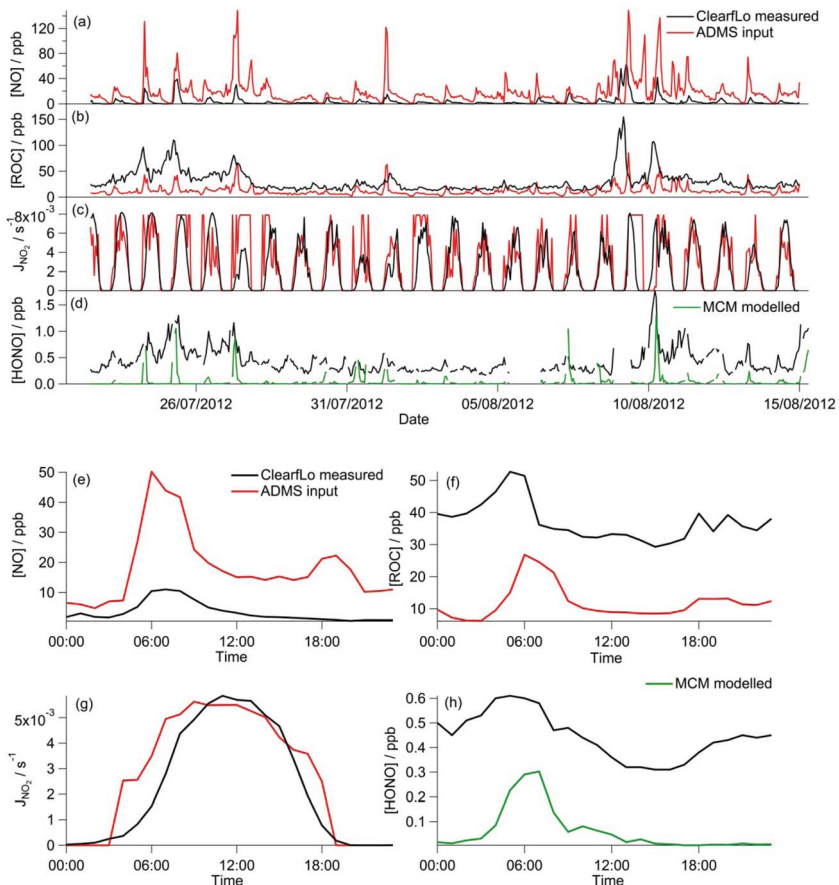 (a)
ClearfLo measured
ADMS input
[NO] / ppb
120
80
40
0
(b)
[ROC] / ppb
150
100
50
0
(c)
J NO2 / s-1
8x10-3
6
4
2
0
(d)
MCM modelled
[HONO] / ppb
1.5
1.0
0.5
0.0
26/07/2012 31/07/2012 05/08/2012 10/08/2012 15/08/2012
Date
(e)
ClearfLo measured
ADMS input
[NO] / ppb
50
40
30
20
10
00:00 06:00 12:00 18:00
Time
(f)
[ROC] / ppb
50
40
30
20
10
00:00 06:00 12:00 18:00
Time
(g)
J NO2 / s-1
5x10-3
4
3
2
1
0
00:00 06:00 12:00 18:00
Time
MCM modelled
(h)
[HONO] / ppb
0.6
0.5
0.4
0.3
0.2
0.1
00:00 06:00 12:00 18:00
Time